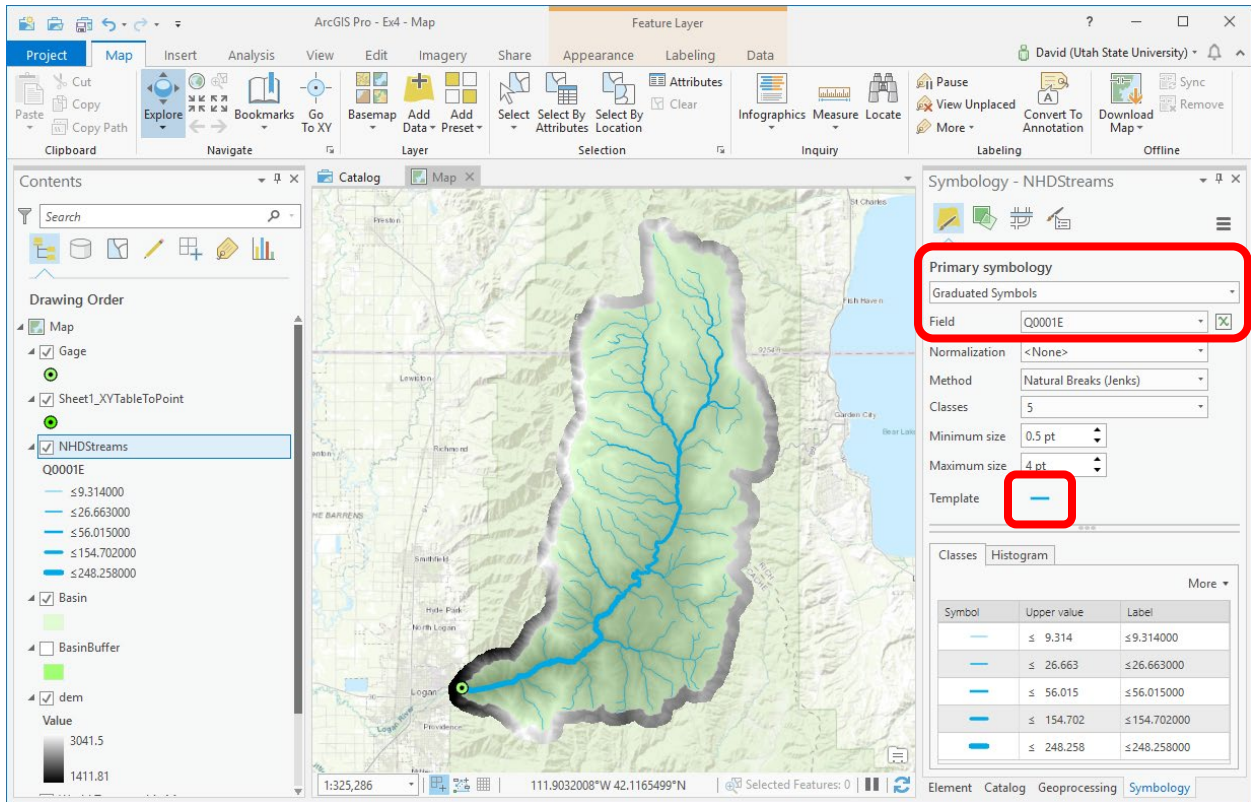 ArcGIS Pro - Ex4 - Map
Feature Layer
?
Project Map Insert Analysis View Edit Imagery Share Appearance Labeling Data
David (Utah State University)
Paste
Cut
Copy
Copy Path
Clipboard
Explore
Bookmarks
Go To XY
Navigate
Basemap
Add Data
Add Preset
Layer
Select
Select By Attributes
Select By Location
Attributes
Clear
Selection
Infographics
Measure
Locate
Inquiry
Pause
View Unplaced
More
Convert To Annotation
Labeling
Download Map
Sync
Remove
Offline
Contents
Search
Drawing Order
Map
Gage
Sheet1_XYTableToPoint
NHDStreams
Q0001E
≤9.314000
≤26.663000
≤56.015000
≤154.702000
≤248.258000
Basin
BasinBuffer
dem
Value
3041.5
1411.81
Catalog
Map
Preston
St Charles
Fish Haven
Lewiston
Garden City
Bear Lake
Richmond
HE BARRENS
Smithfield
RICH
CACHE
Hyde Park
North Logan
Logan
Logan River
Providence
1:325,286
111.9032008°W 42.1165499°N
Selected Features: 0
Symbology - NHDStreams
Primary symbology
Graduated Symbols
Field Q0001E
Normalization <None>
Method Natural Breaks (Jenks)
Classes 5
Minimum size 0.5 pt
Maximum size 4 pt
Template
Classes Histogram
More
Symbol Upper value Label
≤ 9.314 ≤9.314000
≤ 26.663 ≤26.663000
≤ 56.015 ≤56.015000
≤ 154.702 ≤154.702000
≤ 248.258 ≤248.258000
Element Catalog Geoprocessing Symbology